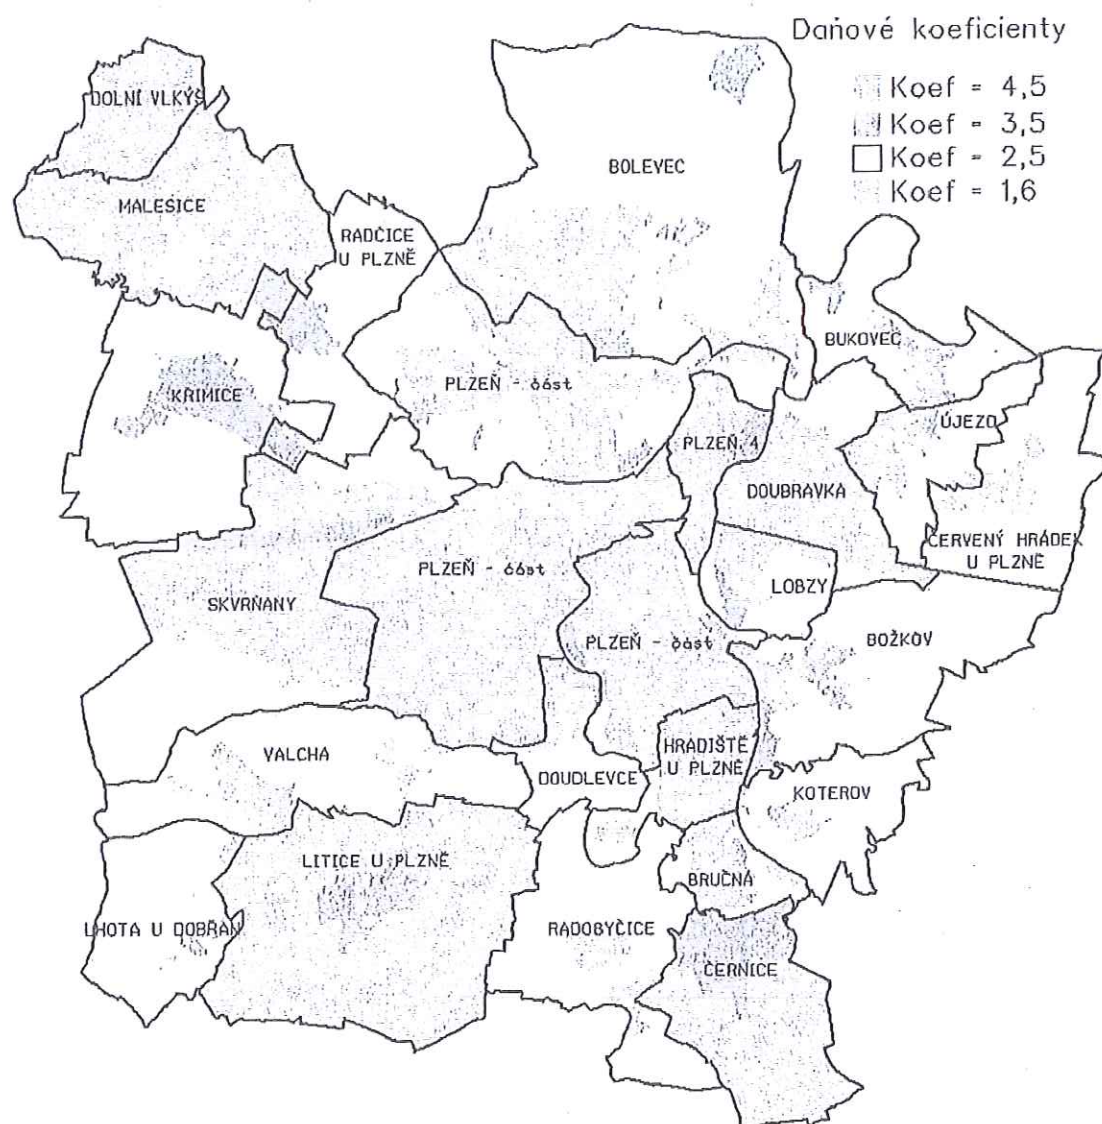 Daňové koeficienty
Koef = 4,5
Koef = 3,5
Koef = 2,5
Koef = 1,6
DOLNÍ VLKÝŠ
BOLEVEC
MALESICE
RADČICE
U PLZNĚ
BUKOVEC
KŘIMICE
PLZEŇ - část
ÚJEZD
PLZEŇ 4
DOUBRAVKA
ČERVENÝ HRÁDEK
U PLZNĚ
PLZEŇ - část
LOBZY
SKVRŇANY
PLZEŇ - část
BOŽKOV
VALCHA
HRADIŠTĚ
U PLZNĚ
DOUDLEVCE
KOTEROV
LITICE U PLZNĚ
BRUČNÁ
LHOTA U DOBŘAN
RADOBYČICE
ČERNICE